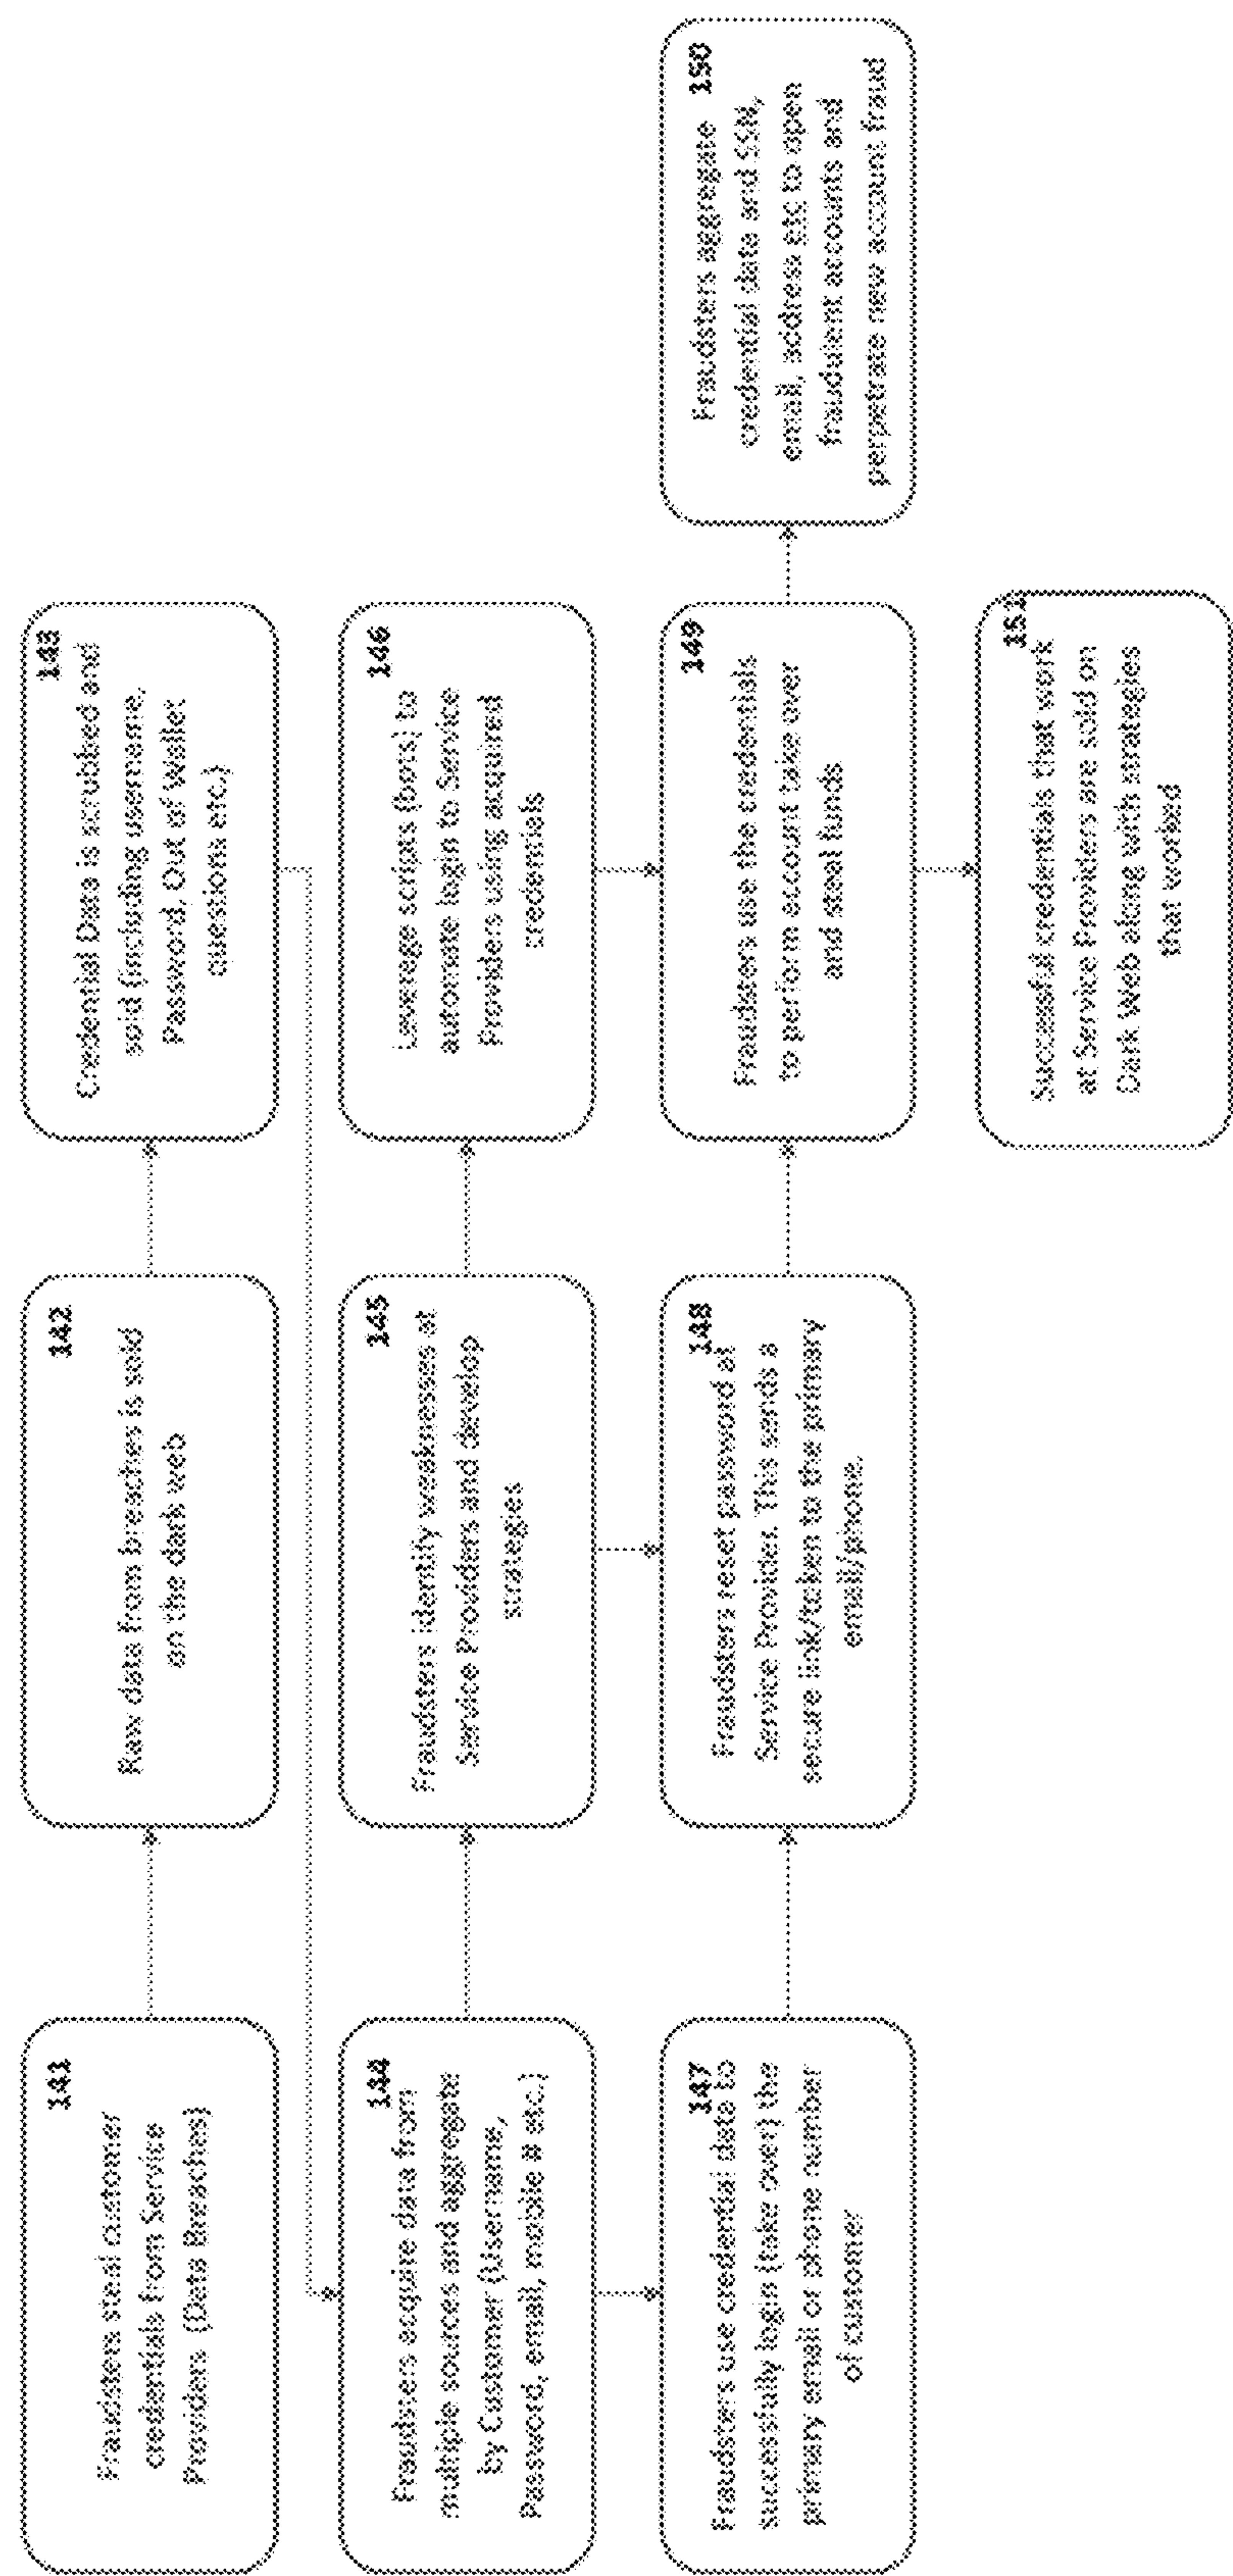 141
Fraudsters steal customer
credentials from Service
Providers (Data Breaches)
142
Raw data from breaches is sold
on the dark web
143
Credential Data is scrubbed and
sold (including username,
Password, Out of Wallet
questions etc.)
144
Fraudsters acquire data from
multiple sources and aggregate
by Customer (Username,
Password, email, mobile # etc.)
145
Fraudsters identify weaknesses at
Service Providers and develop
strategies
146
Leverage scripts (bots) to
automate login to Service
Providers using acquired
credentials
147
Fraudsters use credential data to
successfully login (take over) the
primary email or phone number
of customer
148
Fraudsters reset password at
Service Provider. This sends a
secure link/token to the primary
email/phone.
149
Fraudsters use the credentials
to perform account take over
and steal funds
150
Fraudsters aggregate
credential data and SSN,
email, address etc to open
fraudulent accounts and
perpetrate new account fraud
151
Successful credentials that work
at Service Providers are sold on
Dark Web along with strategies
that worked